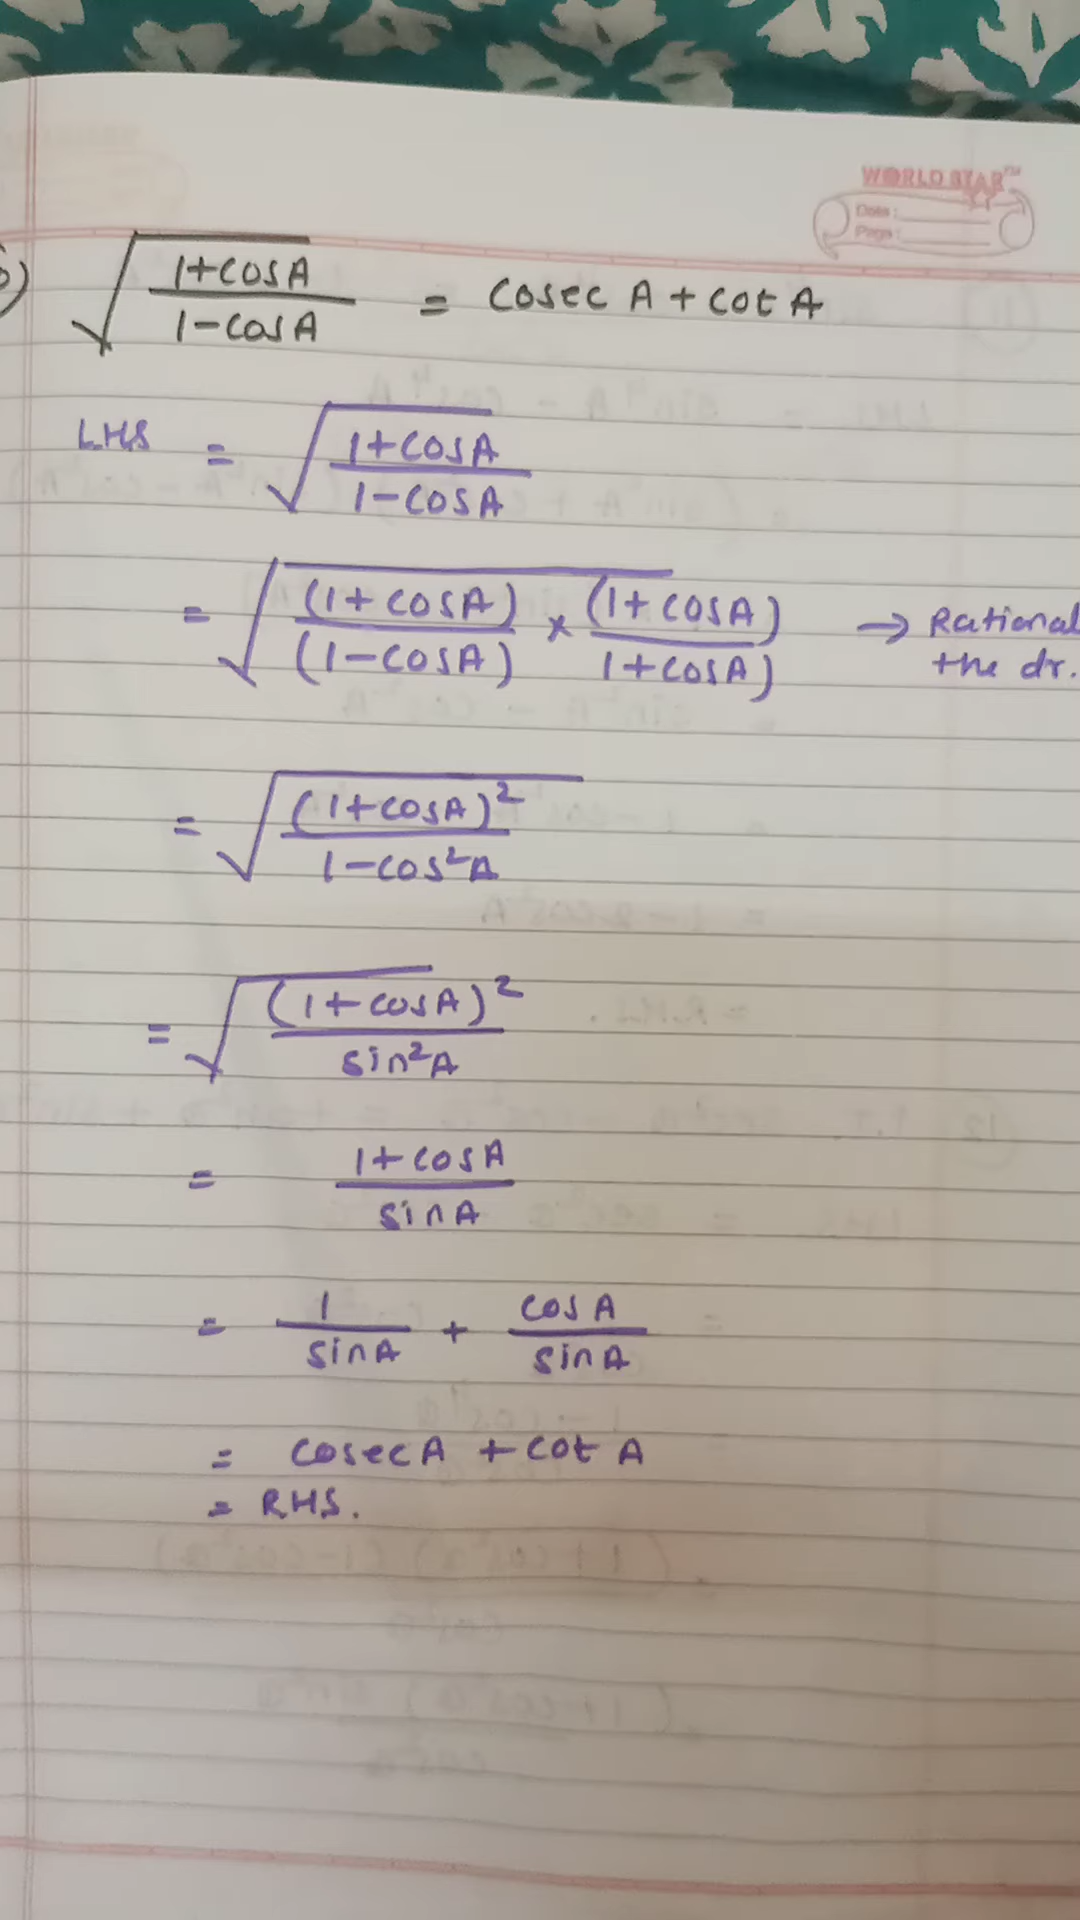 WORLD STAR™
Date:
Page:
√((1+cosA)/(1-cosA)) = cosec A + cot A
LHS = √((1+cosA)/(1-cosA))
= √((1+cosA)/(1-cosA) × (1+cosA)/1+cosA)) → Rational
the dr.
= √((1+cosA)²/(1-cos²A))
= √((1+cosA)²/sin²A)
= (1+cosA)/sinA
= 1/sinA + cosA/sinA
= cosecA + cot A
= RHS.